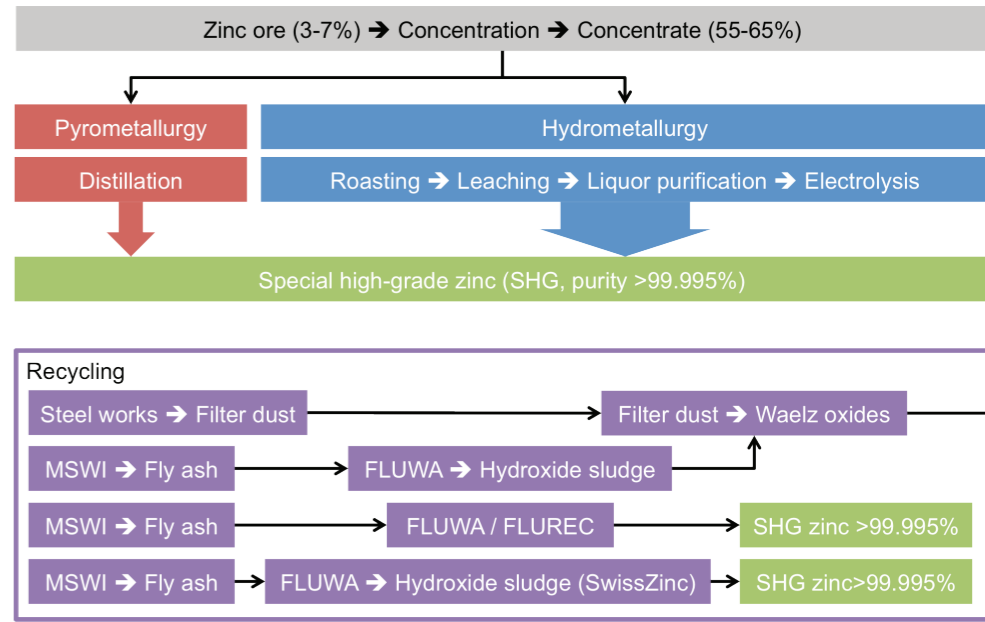 Zinc ore (3-7%) ➔ Concentration ➔ Concentrate (55-65%)
Pyrometallurgy
Hydrometallurgy
Distillation
Roasting ➔ Leaching ➔ Liquor purification ➔ Electrolysis
Special high-grade zinc (SHG, purity >99.995%)
Recycling
Steel works ➔ Filter dust
Filter dust ➔ Waelz oxides
MSWI ➔ Fly ash
FLUWA ➔ Hydroxide sludge
MSWI ➔ Fly ash
FLUWA / FLUREC
SHG zinc >99.995%
MSWI ➔ Fly ash
FLUWA ➔ Hydroxide sludge (SwissZinc)
SHG zinc>99.995%